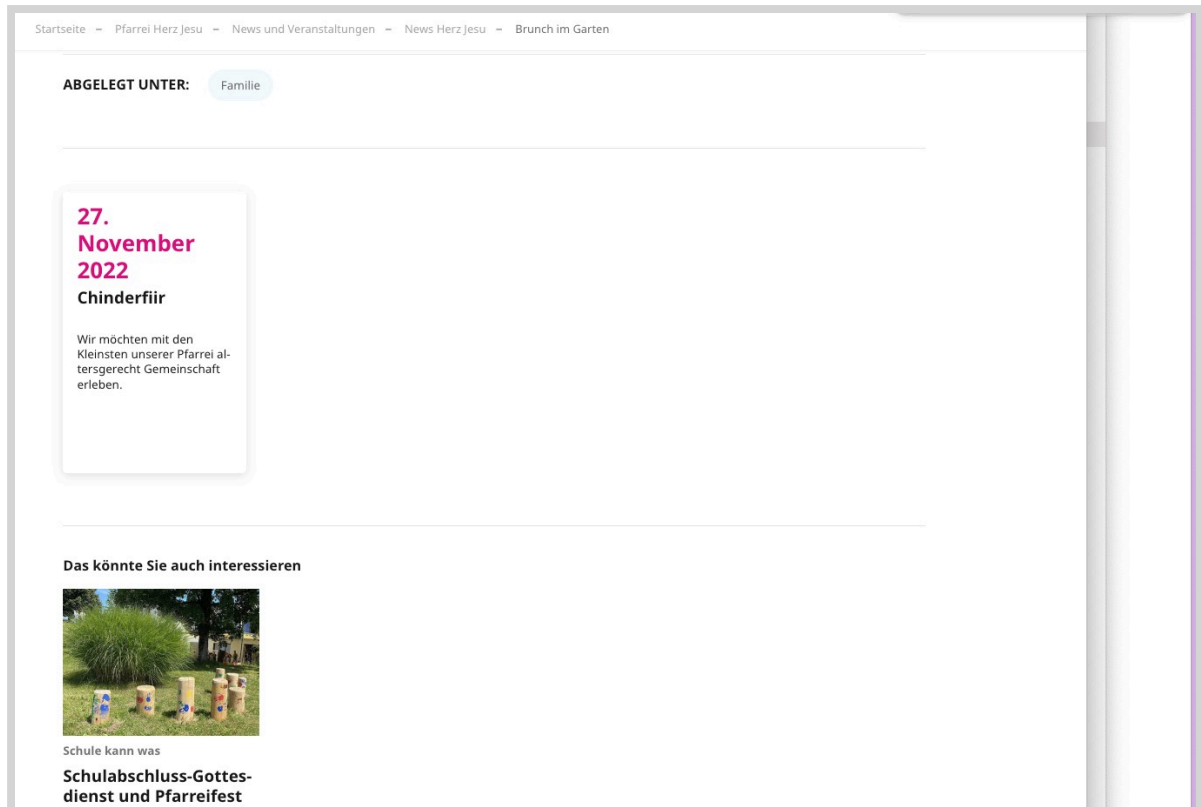 Startseite – Pfarrei Herz Jesu – News und Veranstaltungen – News Herz Jesu – Brunch im Garten
ABGELEGT UNTER: Familie
27.
November
2022
Chinderfiir
Wir möchten mit den
Kleinsten unserer Pfarrei al-
tersgerecht Gemeinschaft
erleben.
Das könnte Sie auch interessieren
Schule kann was
Schulabschluss-Gottes-
dienst und Pfarreifest